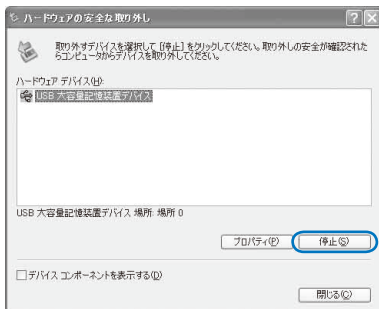 ハードウェアの安全な取り外し
取り外すデバイスを選択して [停止] をクリックしてください。取り外しの安全が確認された
らコンピュータからデバイスを取り外してください。
ハードウェア デバイス(H):
USB 大容量記憶装置デバイス
USB 大容量記憶装置デバイス 場所: 場所 0
プロパティ(P)
停止(S)
デバイス コンポーネントを表示する(D)
閉じる(C)